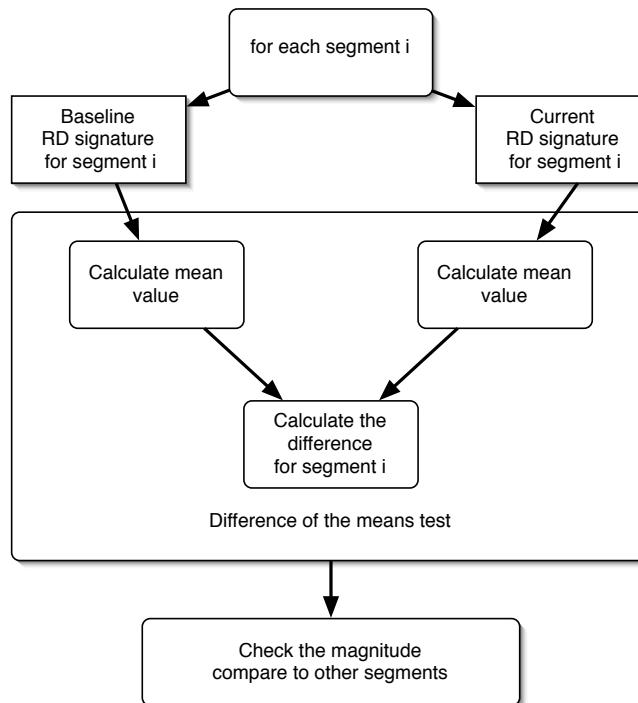 for each segment i
Baseline
RD signature
for segment i
Current
RD signature
for segment i
Calculate mean
value
Calculate mean
value
Calculate the
difference
for segment i
Difference of the means test
Check the magnitude
compare to other segments